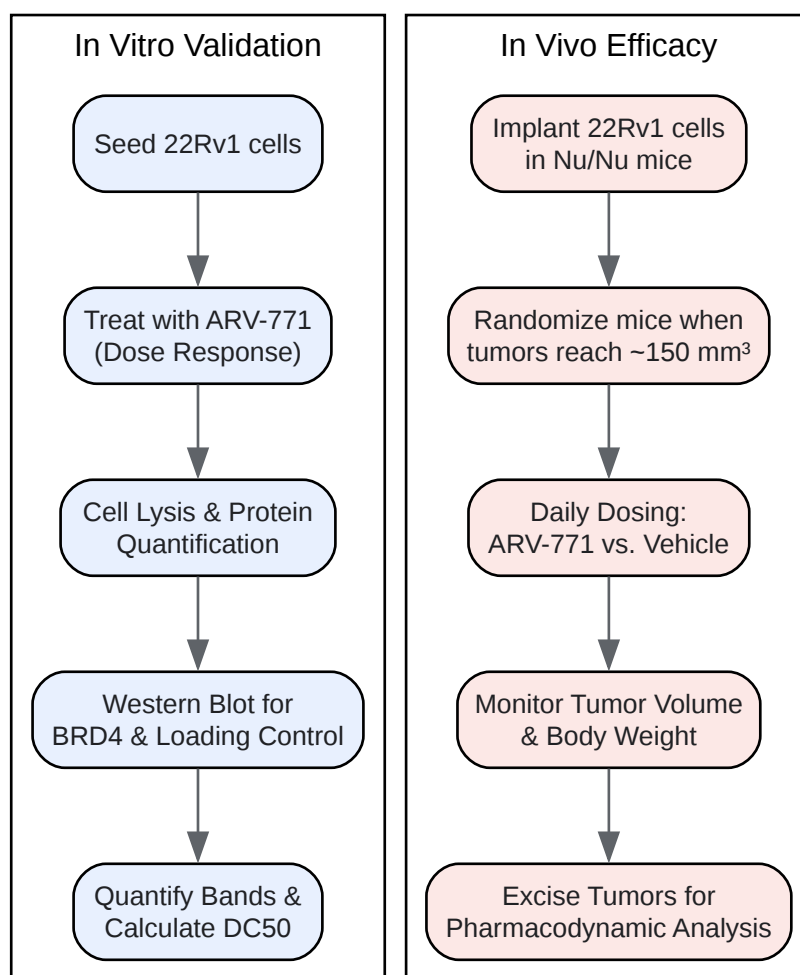 In Vitro Validation
Seed 22Rv1 cells
Treat with ARV-771
(Dose Response)
Cell Lysis & Protein
Quantification
Western Blot for
BRD4 & Loading Control
Quantify Bands &
Calculate DC50
In Vivo Efficacy
Implant 22Rv1 cells
in Nu/Nu mice
Randomize mice when
tumors reach ~150 mm³
Daily Dosing:
ARV-771 vs. Vehicle
Monitor Tumor Volume
& Body Weight
Excise Tumors for
Pharmacodynamic Analysis